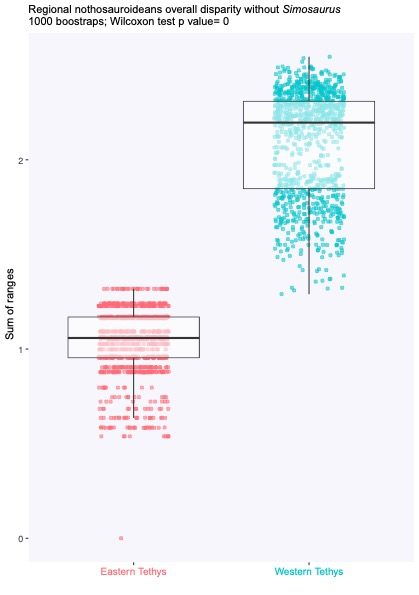 Regional nothosauroideans overall disparity without Simosaurus
1000 boostraps; Wilcoxon test p value= 0
Sum of ranges
2
1
0
Eastern Tethys
Western Tethys